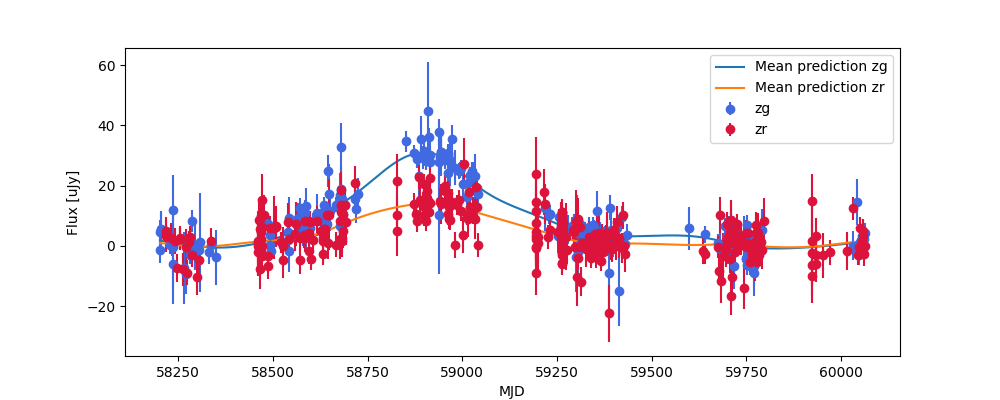 Flux [uJy]
60
40
20
0
−20
58250
58500
58750
59000
59250
59500
59750
60000
MJD
Mean prediction zg
Mean prediction zr
zg
zr